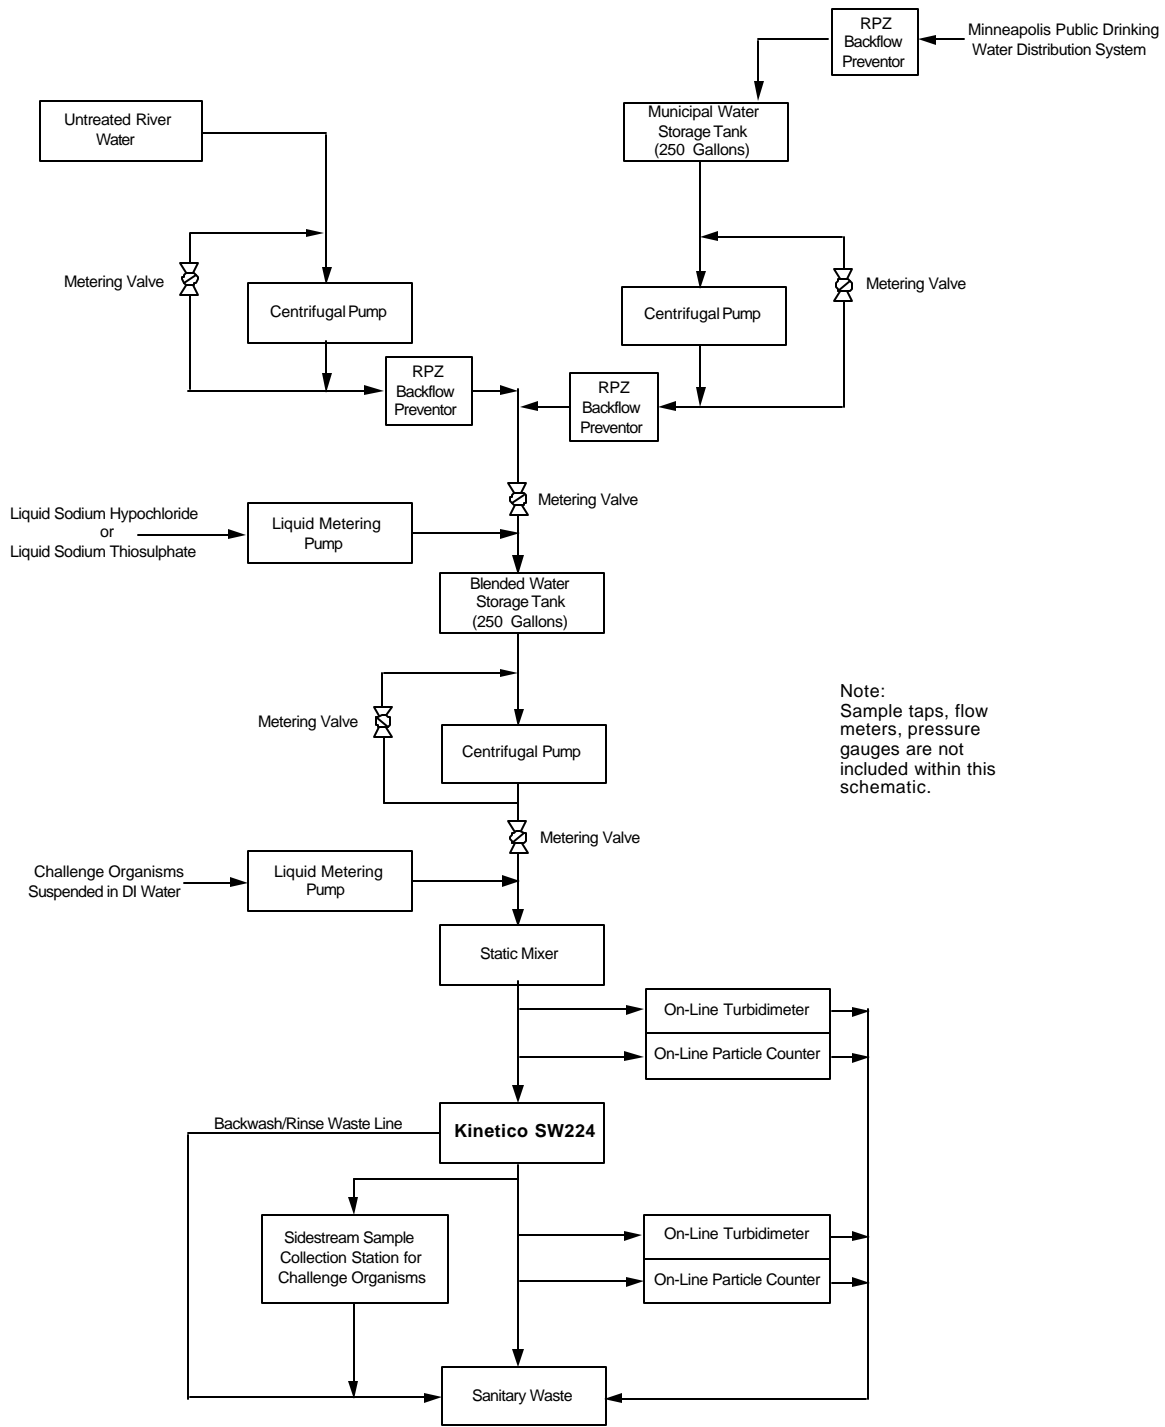 RPZ
Backflow
Preventor
Minneapolis Public Drinking
Water Distribution System
Untreated River
Water
Municipal Water
Storage Tank
(250 Gallons)
Metering Valve
Centrifugal Pump
Centrifugal Pump
Metering Valve
RPZ
Backflow
Preventor
RPZ
Backflow
Preventor
Metering Valve
Liquid Sodium Hypochloride
or
Liquid Sodium Thiosulphate
Liquid Metering
Pump
Blended Water
Storage Tank
(250 Gallons)
Metering Valve
Centrifugal Pump
Note:
Sample taps, flow
meters, pressure
gauges are not
included within this
schematic.
Metering Valve
Challenge Organisms
Suspended in DI Water
Liquid Metering
Pump
Static Mixer
On-Line Turbidimeter
On-Line Particle Counter
Backwash/Rinse Waste Line
Kinetico SW224
Sidestream Sample
Collection Station for
Challenge Organisms
On-Line Turbidimeter
On-Line Particle Counter
Sanitary Waste